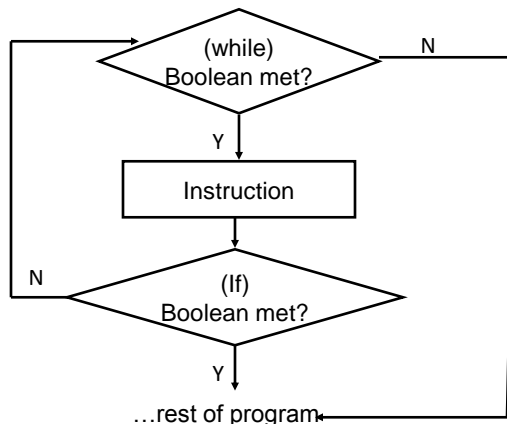 (while)
Boolean met?
N
Y
Instruction
(If)
Boolean met?
N
Y
…rest of program